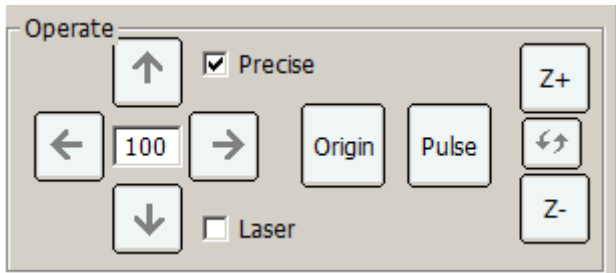 Operate
Precise
Z+
100
Origin
Pulse
Z-
Laser